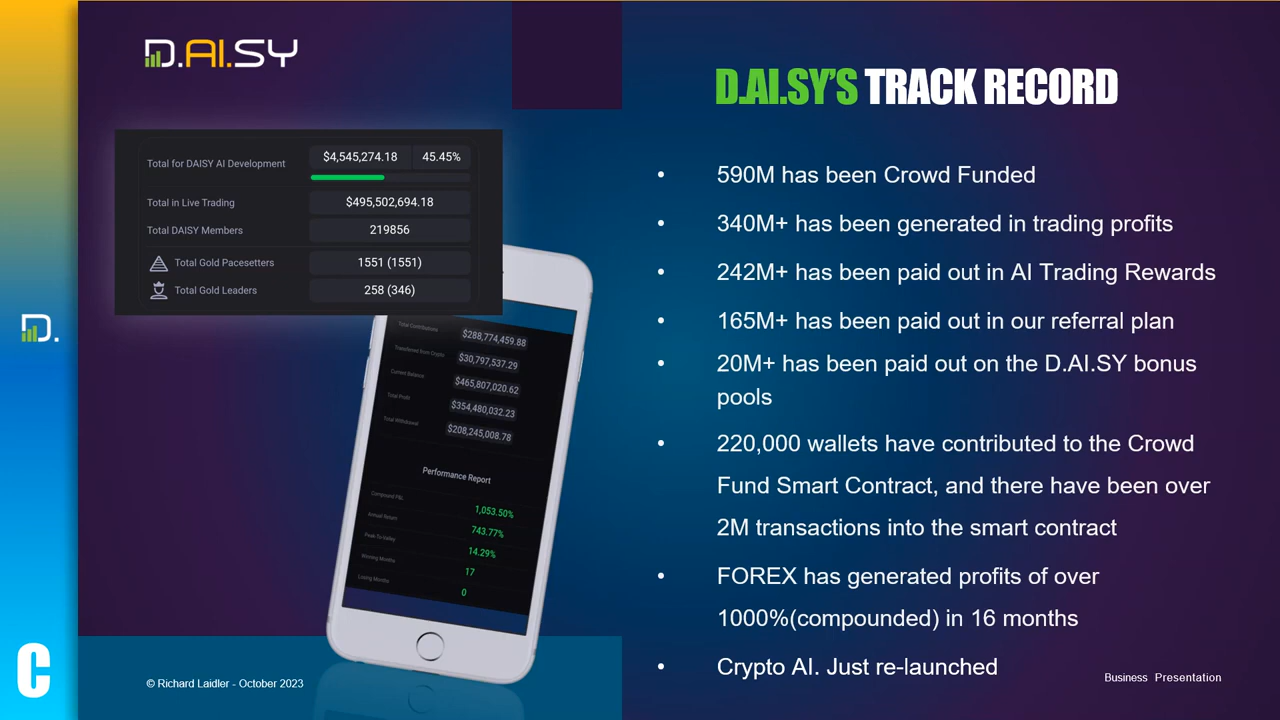 D.AI.SY
D.AI.SY'S TRACK RECORD
Total for DAISY AI Development $4,545,274.18 45.45%
Total in Live Trading $495,502,694.18
Total DAISY Members 219856
Total Gold Pacesetters 1551 (1551)
Total Gold Leaders 258 (346)
Total Contributions $288,774,459.88
Transferred from Crypto $30,797,537.29
Current Balance $465,807,020.62
Total Profit $354,480,032.23
Total Withdrawal $208,245,008.78
Performance Report
Compound P&L 1,053.50%
Annual Return 743.77%
Peak-To-Valley 14.29%
Winning Months 17
Losing Months 0
• 590M has been Crowd Funded
• 340M+ has been generated in trading profits
• 242M+ has been paid out in AI Trading Rewards
• 165M+ has been paid out in our referral plan
• 20M+ has been paid out on the D.AI.SY bonus
pools
• 220,000 wallets have contributed to the Crowd
Fund Smart Contract, and there have been over
2M transactions into the smart contract
• FOREX has generated profits of over
1000%(compounded) in 16 months
• Crypto AI. Just re-launched
D.
C
© Richard Laidler - October 2023
Business Presentation